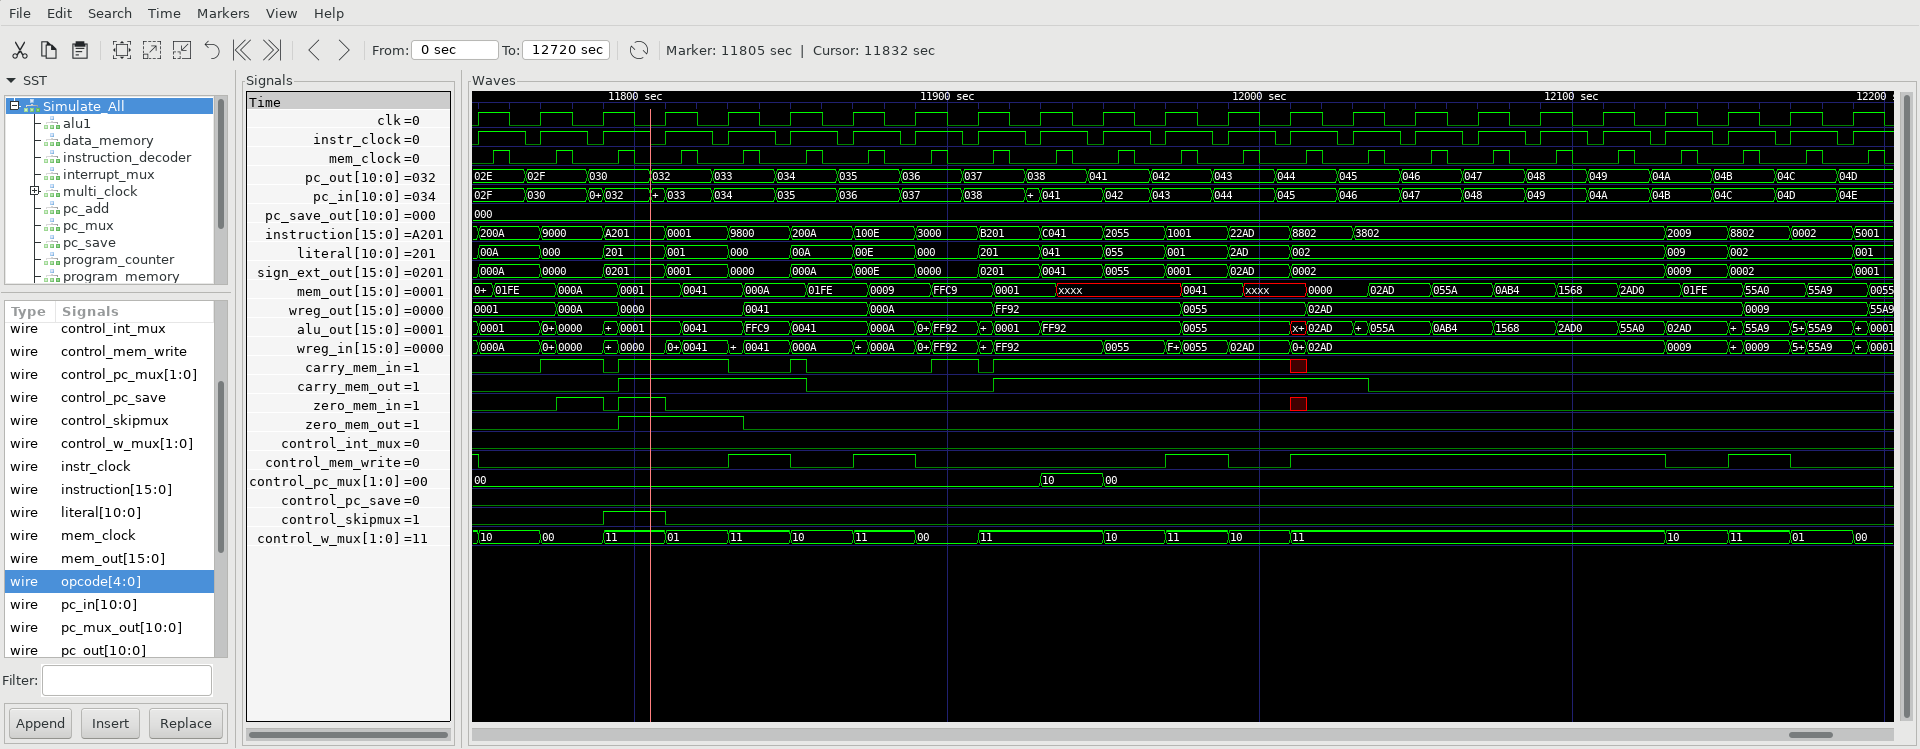 File Edit Search Time Markers View Help
From: 0 sec To: 12720 sec Marker: 11805 sec | Cursor: 11832 sec
SST
Simulate_All
alu1
data_memory
instruction_decoder
interrupt_mux
multi_clock
pc_add
pc_mux
pc_save
program_counter
program_memory
Type Signals
wire control_int_mux
wire control_mem_write
wire control_pc_mux[1:0]
wire control_pc_save
wire control_skipmux
wire control_w_mux[1:0]
wire instr_clock
wire instruction[15:0]
wire literal[10:0]
wire mem_clock
wire mem_out[15:0]
wire opcode[4:0]
wire pc_in[10:0]
wire pc_mux_out[10:0]
wire pc_out[10:0]
Filter:
Append Insert Replace
Signals
Time
clk=0
instr_clock=0
mem_clock=0
pc_out[10:0]=032
pc_in[10:0]=034
pc_save_out[10:0]=000
instruction[15:0]=A201
literal[10:0]=201
sign_ext_out[15:0]=0201
mem_out[15:0]=0001
wreg_out[15:0]=0000
alu_out[15:0]=0001
wreg_in[15:0]=0000
carry_mem_in=1
carry_mem_out=1
zero_mem_in=1
zero_mem_out=1
control_int_mux=0
control_mem_write=0
control_pc_mux[1:0]=00
control_pc_save=0
control_skipmux=1
control_w_mux[1:0]=11
Waves
11800 sec 11900 sec 12000 sec 12100 sec 12200 s
02E 02F 030 032 033 034 035 036 037 038 041 042 043 044 045 046 047 048 049 04A 04B 04C 04D
02F 030 0+ 032 + 033 034 035 036 037 038 + 041 042 043 044 045 046 047 048 049 04A 04B 04C 04D 04E
000
200A 9000 A201 0001 9800 200A 100E 3000 B201 C041 2055 1001 22AD 8802 3802 2009 8802 0002 5001
00A 000 201 001 000 00A 00E 000 201 041 055 001 2AD 002 009 002 001
000A 0000 0201 0001 0000 000A 000E 0000 0201 0041 0055 0001 02AD 0002 0009 0002 0001
0+ 01FE 000A 0001 0041 000A 01FE 0009 FFC9 0001 xxxx 0041 xxxx 0000 02AD 055A 0AB4 1568 2AD0 01FE 55A0 55A9 0055
0001 000A 0000 0041 000A FF92 0055 02AD 0009 55A9
0001 0+ 0000 + 0001 0041 FFC9 0041 000A 0+ FF92 + 0001 FF92 0055 x+ 02AD + 055A 0AB4 1568 2AD0 55A0 02AD + 55A9 5+ 55A9 + 0001
000A 0+ 0000 + 0000 0+ 0041 + 0041 000A + 000A 0+ FF92 + FF92 0055 F+ 0055 02AD 0+ 02AD 0009 + 0009 + 55A9 5+ 55A9 + 0001
00 10 00
10 00 11 01 11 10 11 00 11 10 11 10 11 10 11 01 00